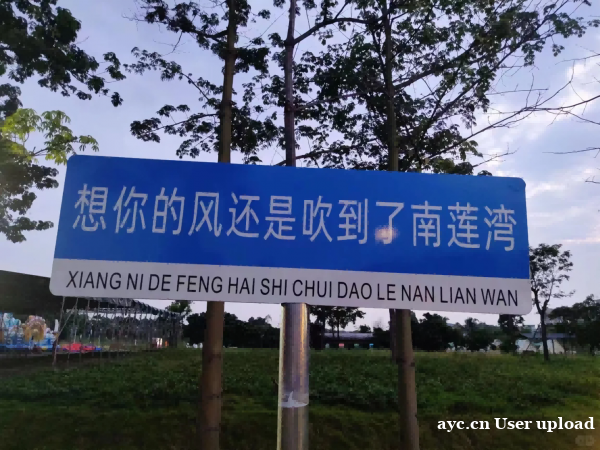 想你的风还是吹到了南莲湾
XIANG NI DE FENG HAI SHI CHUI DAO LE NAN LIAN WAN
ayc.cn User upload